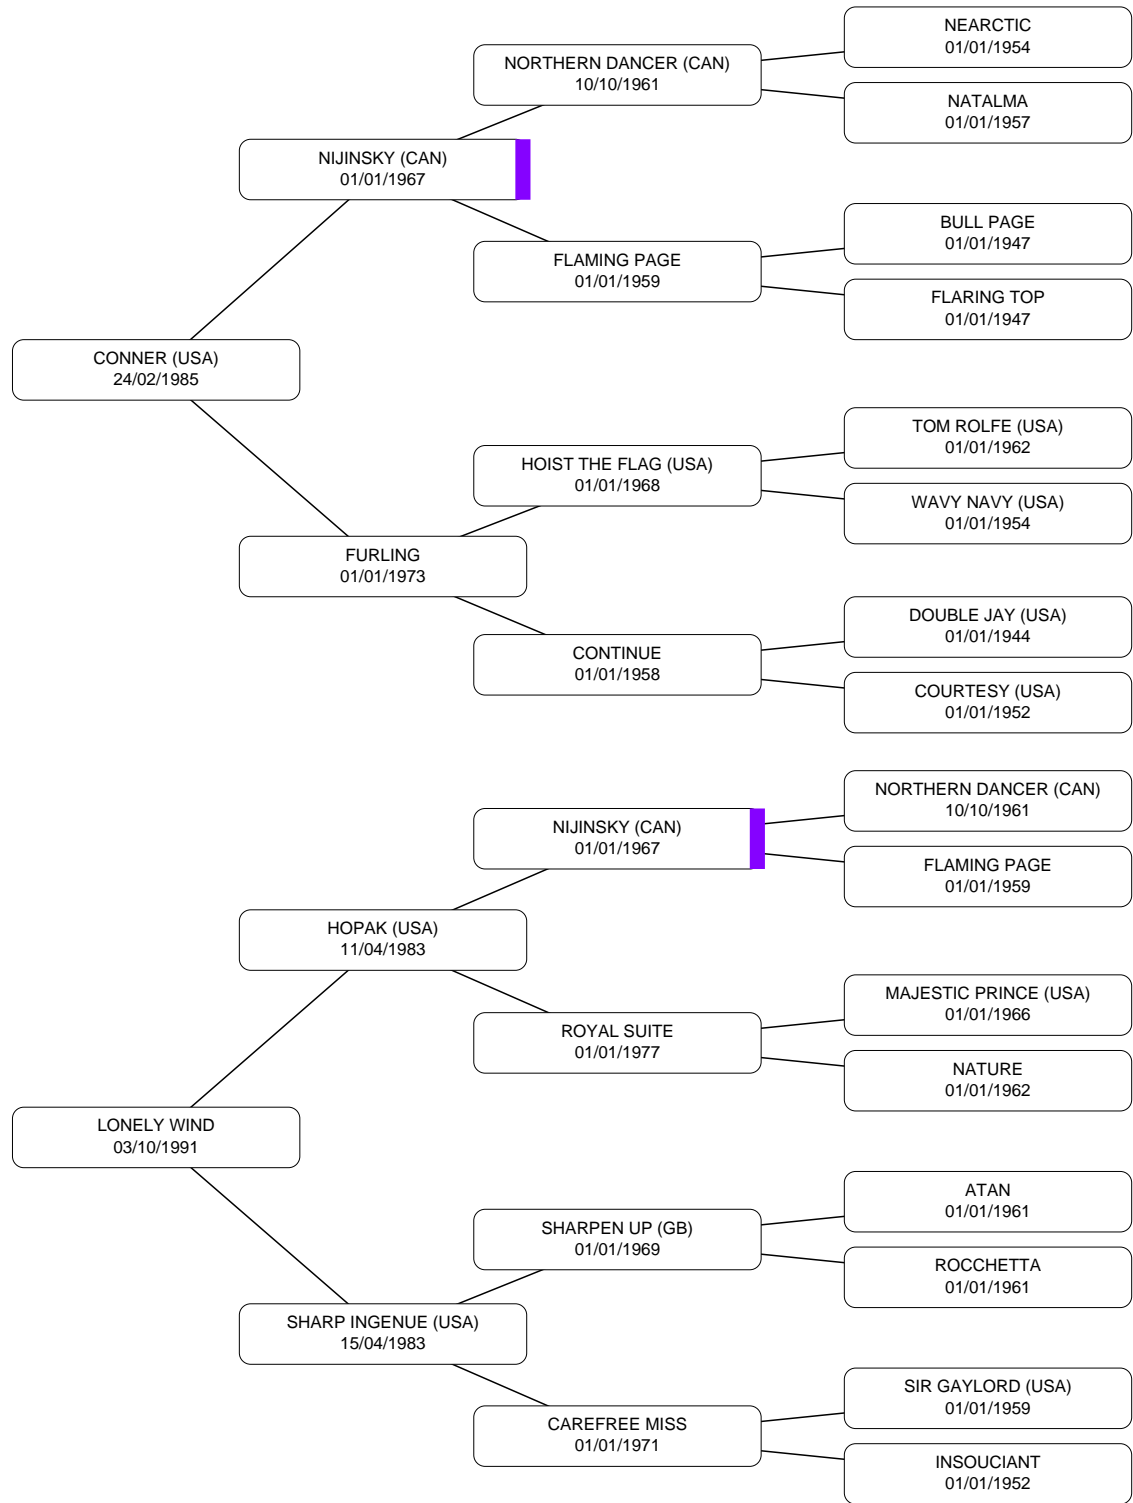 NEARCTIC
01/01/1954
NORTHERN DANCER (CAN)
10/10/1961
NATALMA
01/01/1957
NIJINSKY (CAN)
01/01/1967
BULL PAGE
01/01/1947
FLAMING PAGE
01/01/1959
FLARING TOP
01/01/1947
CONNER (USA)
24/02/1985
TOM ROLFE (USA)
01/01/1962
HOIST THE FLAG (USA)
01/01/1968
WAVY NAVY (USA)
01/01/1954
FURLING
01/01/1973
DOUBLE JAY (USA)
01/01/1944
CONTINUE
01/01/1958
COURTESY (USA)
01/01/1952
NORTHERN DANCER (CAN)
10/10/1961
NIJINSKY (CAN)
01/01/1967
FLAMING PAGE
01/01/1959
HOPAK (USA)
11/04/1983
MAJESTIC PRINCE (USA)
01/01/1966
ROYAL SUITE
01/01/1977
NATURE
01/01/1962
LONELY WIND
03/10/1991
ATAN
01/01/1961
SHARPEN UP (GB)
01/01/1969
ROCCHETTA
01/01/1961
SHARP INGENUE (USA)
15/04/1983
SIR GAYLORD (USA)
01/01/1959
CAREFREE MISS
01/01/1971
INSOUCIANT
01/01/1952